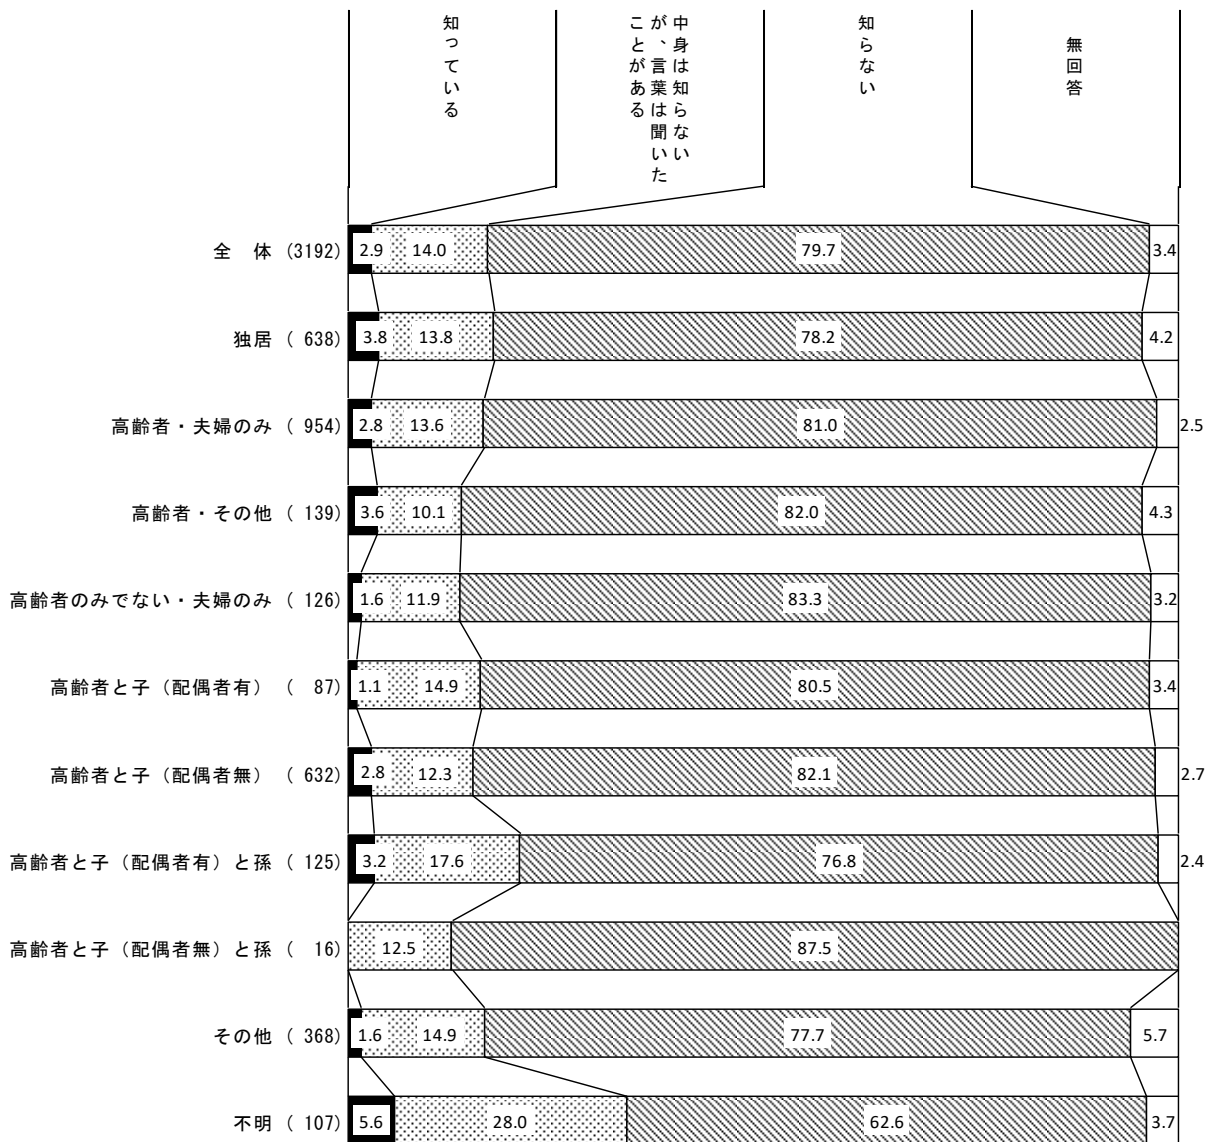 知っている
中身は知らない
が、言葉は聞いた
ことがある
知らない
無回答
全　体 (3192) 2.9 14.0 79.7 3.4
独居 ( 638) 3.8 13.8 78.2 4.2
高齢者・夫婦のみ ( 954) 2.8 13.6 81.0 2.5
高齢者・その他 ( 139) 3.6 10.1 82.0 4.3
高齢者のみでない・夫婦のみ ( 126) 1.6 11.9 83.3 3.2
高齢者と子（配偶者有） (  87) 1.1 14.9 80.5 3.4
高齢者と子（配偶者無） ( 632) 2.8 12.3 82.1 2.7
高齢者と子（配偶者有）と孫 ( 125) 3.2 17.6 76.8 2.4
高齢者と子（配偶者無）と孫 (  16) 12.5 87.5
その他 ( 368) 1.6 14.9 77.7 5.7
不明 ( 107) 5.6 28.0 62.6 3.7